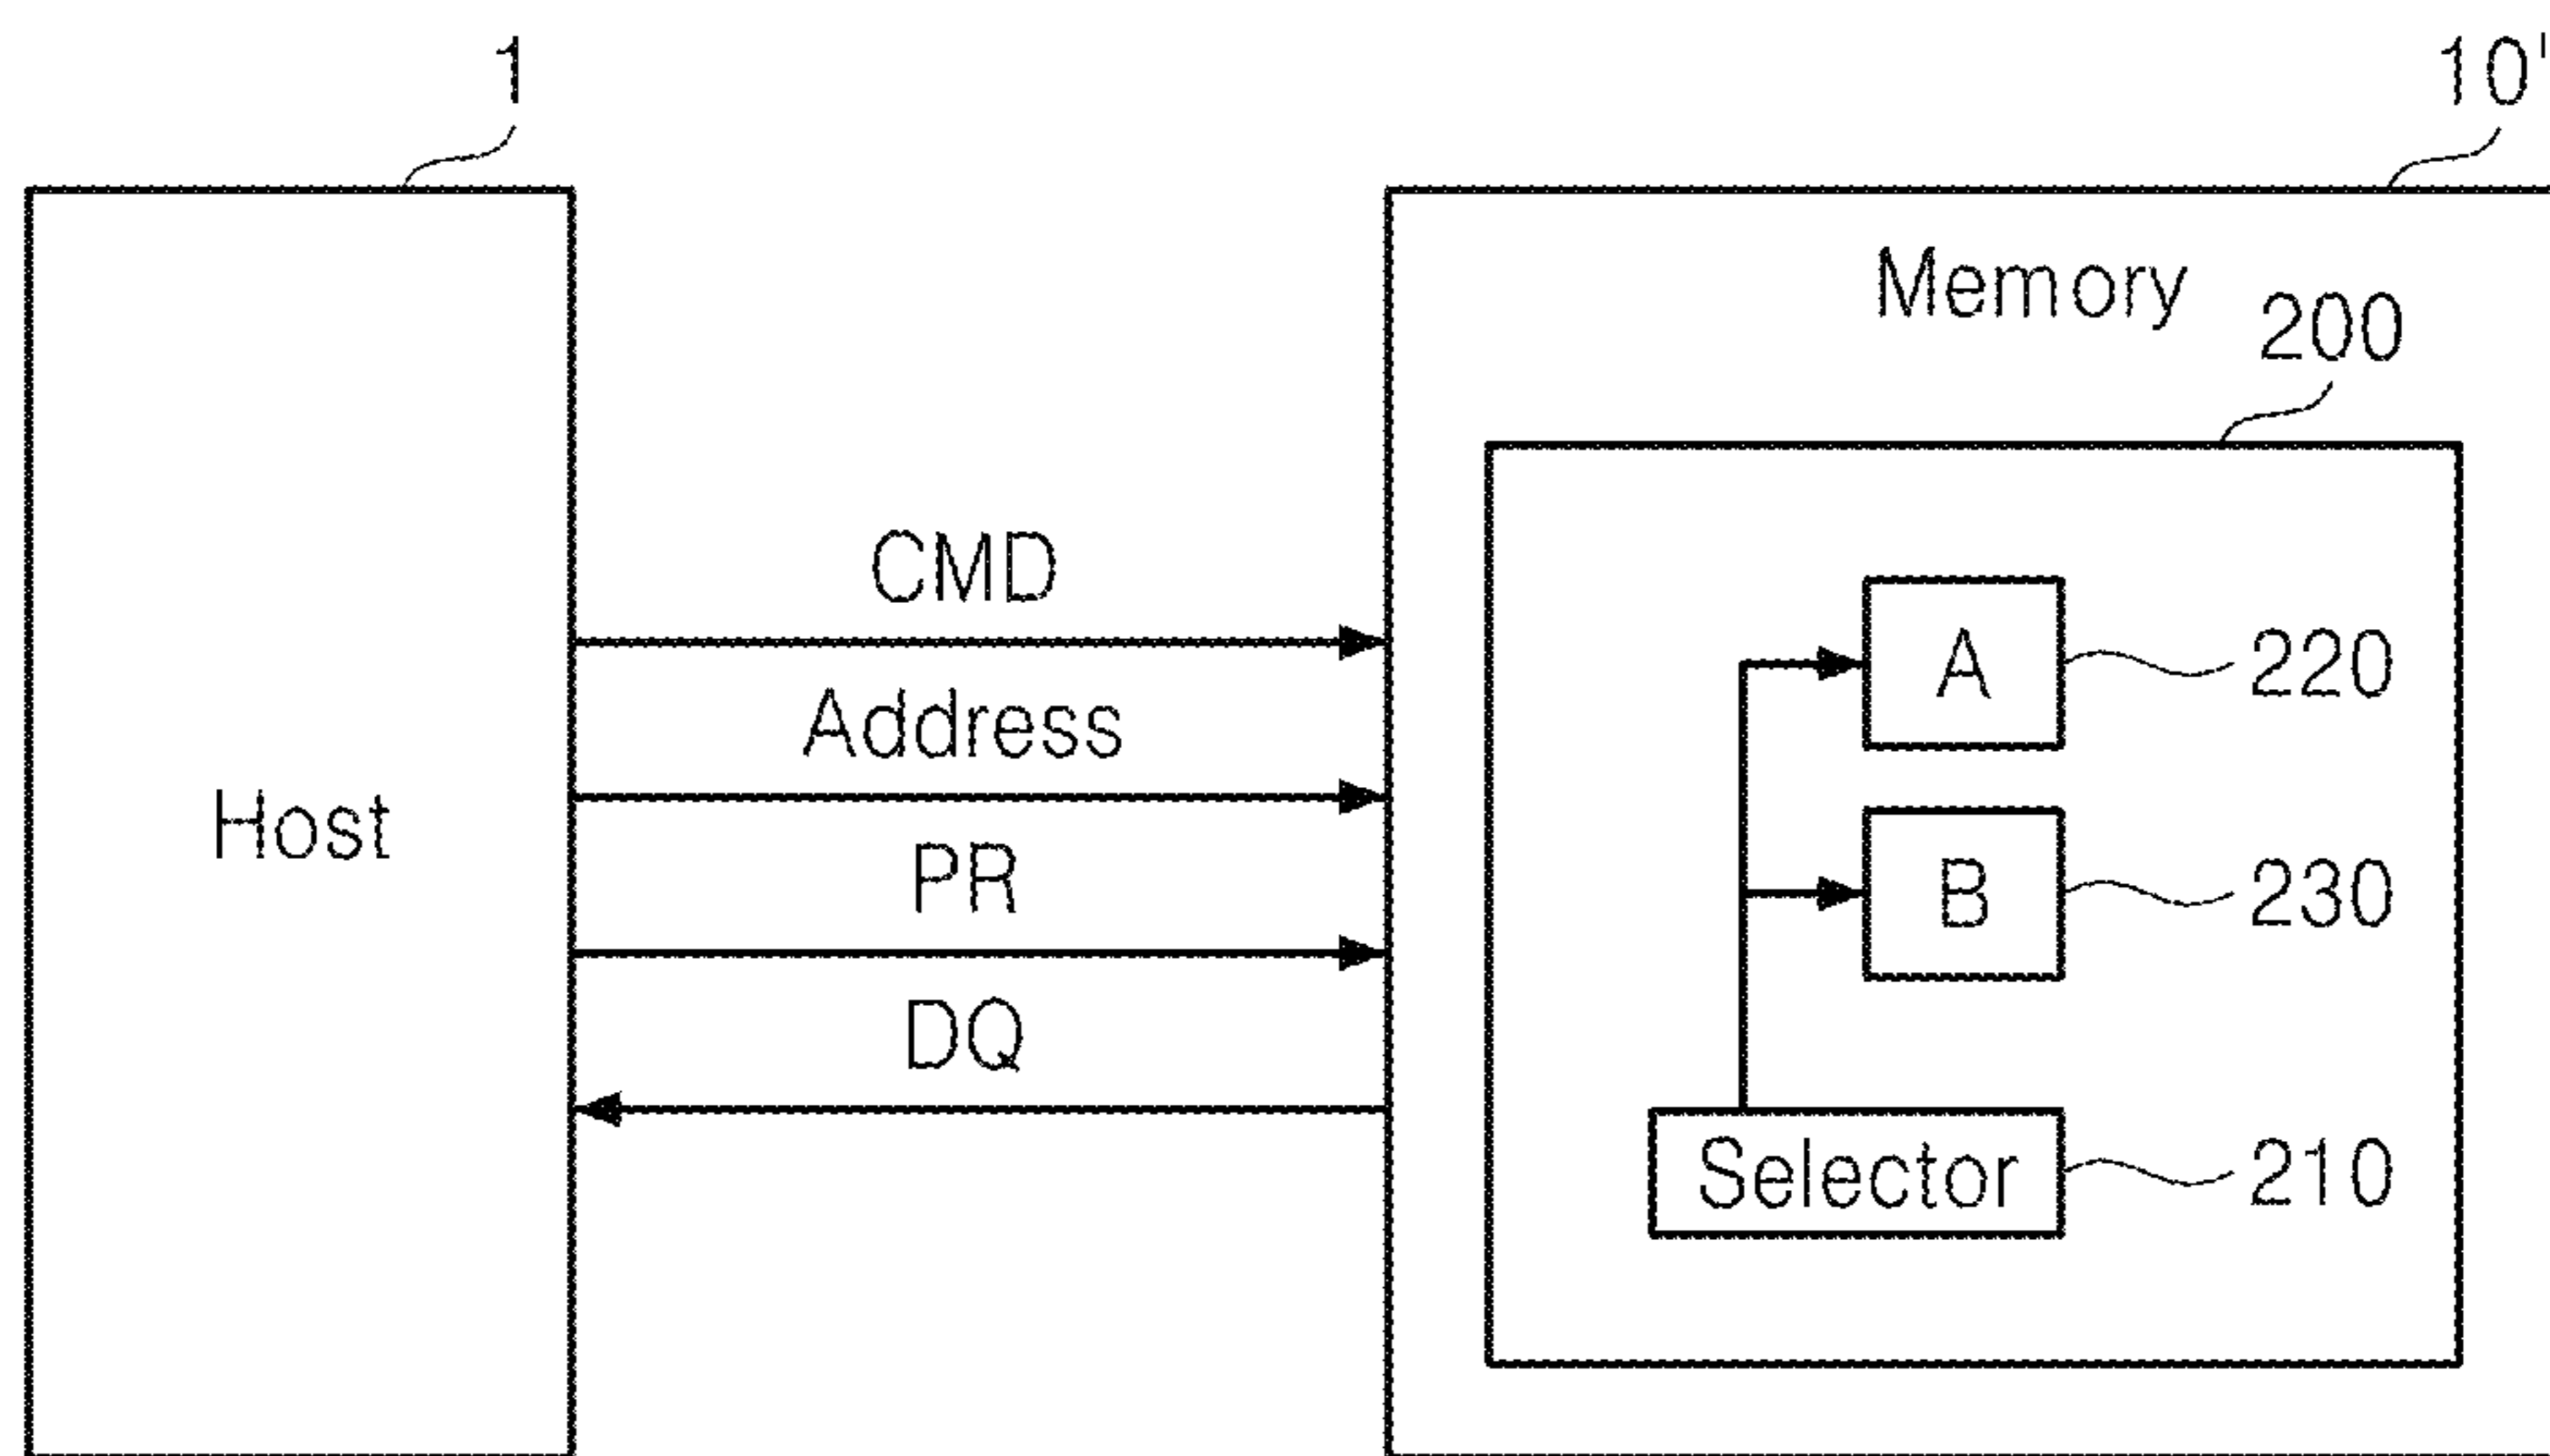 1
10'
Memory
200
CMD
A
220
Address
Host
PR
B
230
DQ
Selector
210